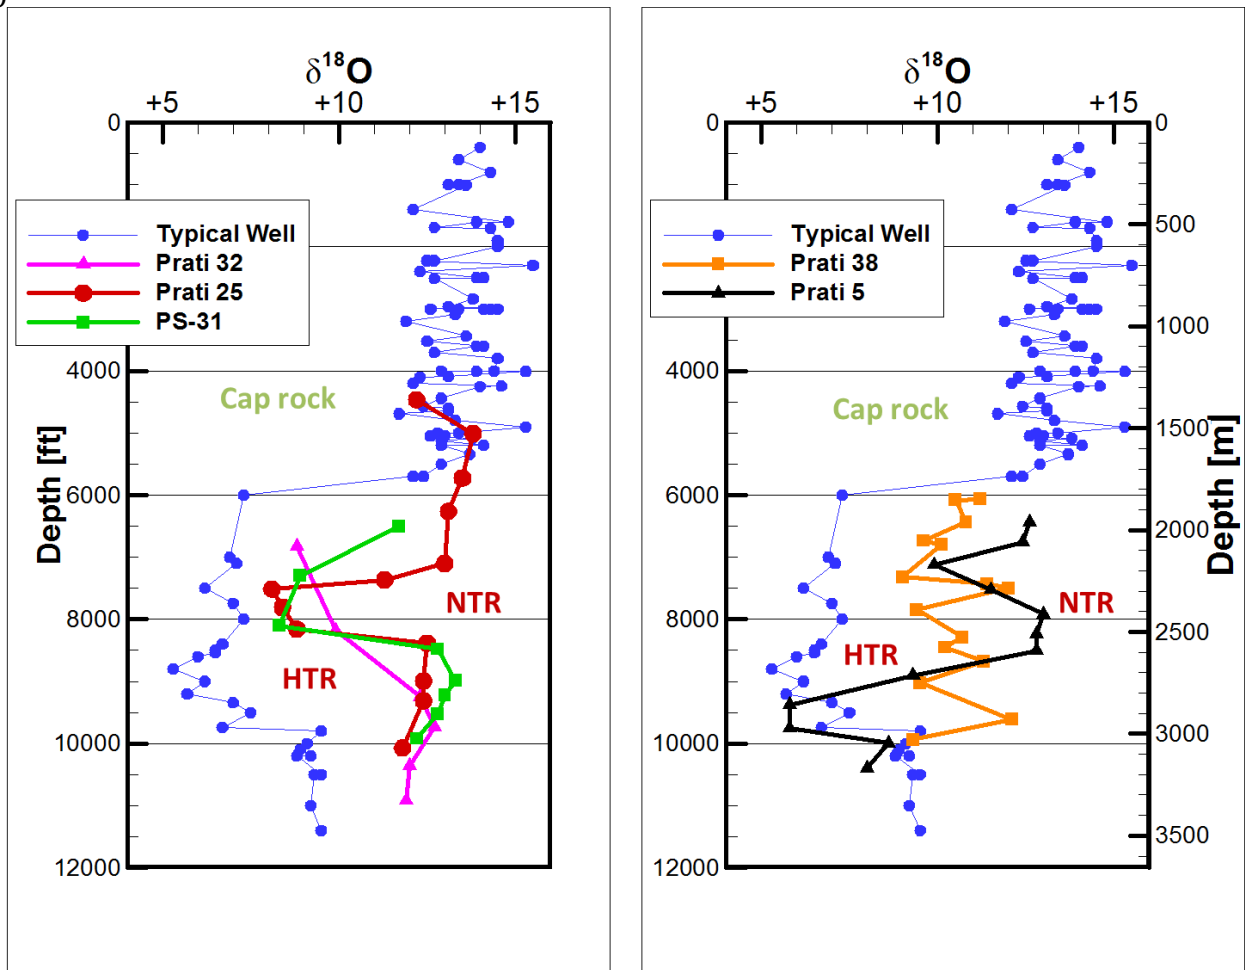 δ18O
+5 +10 +15
0
Typical Well
Prati 32
Prati 25
PS-31
4000
6000
8000
10000
12000
Depth [ft]
Cap rock
NTR
HTR
δ18O
+5 +10 +15
0 0
Typical Well
Prati 38
Prati 5
500
1000
4000
1500
6000
2000
8000
2500
10000
3000
3500
12000
Depth [m]
Cap rock
NTR
HTR